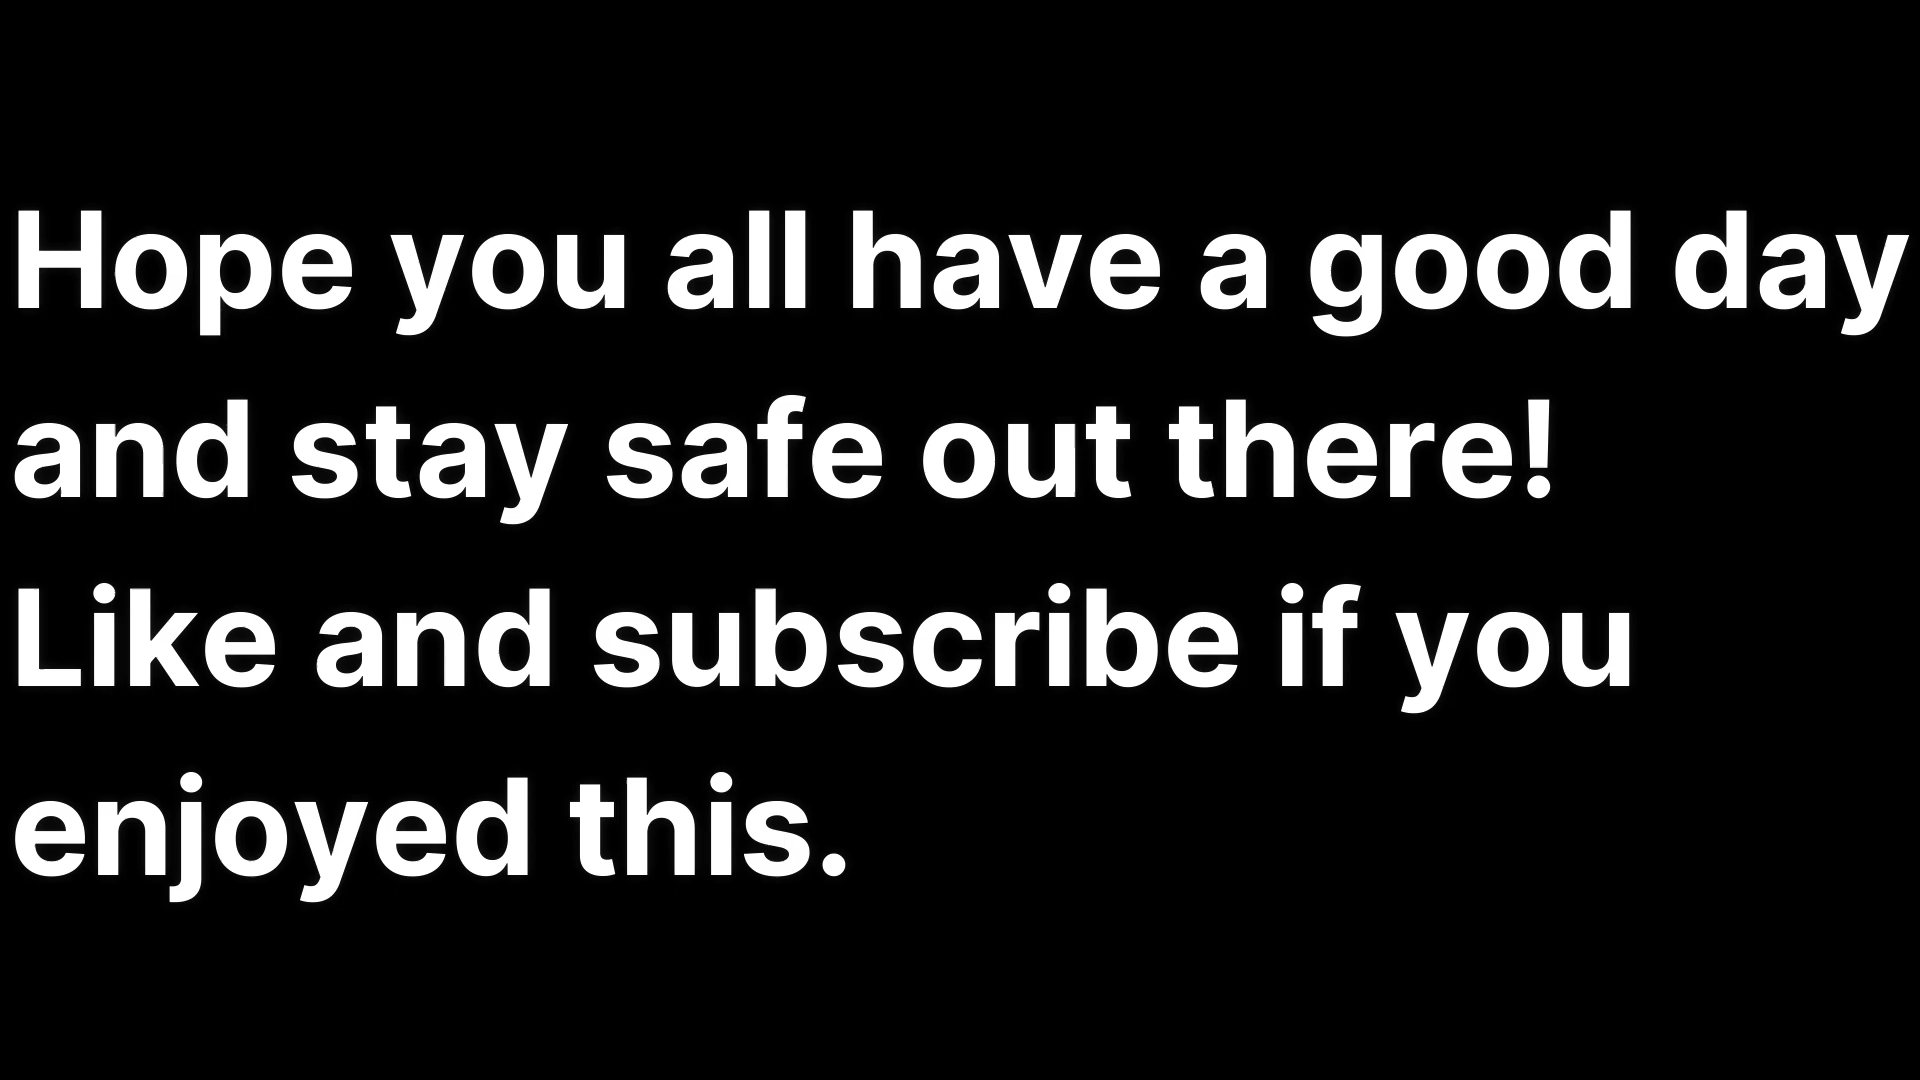 Hope you all have a good day
and stay safe out there!
Like and subscribe if you
enjoyed this.